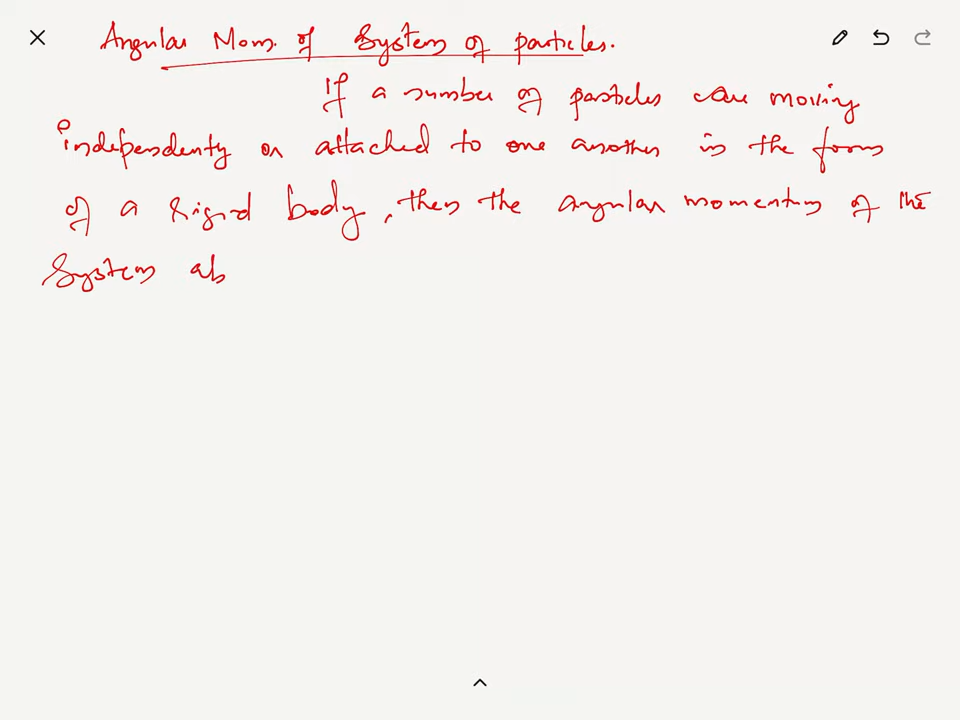 Angular Mom. of System of particles.
If a number of particles are moving
independenty or attached to one another in the form
of a rigid body, then the angular momentum of the
System ab